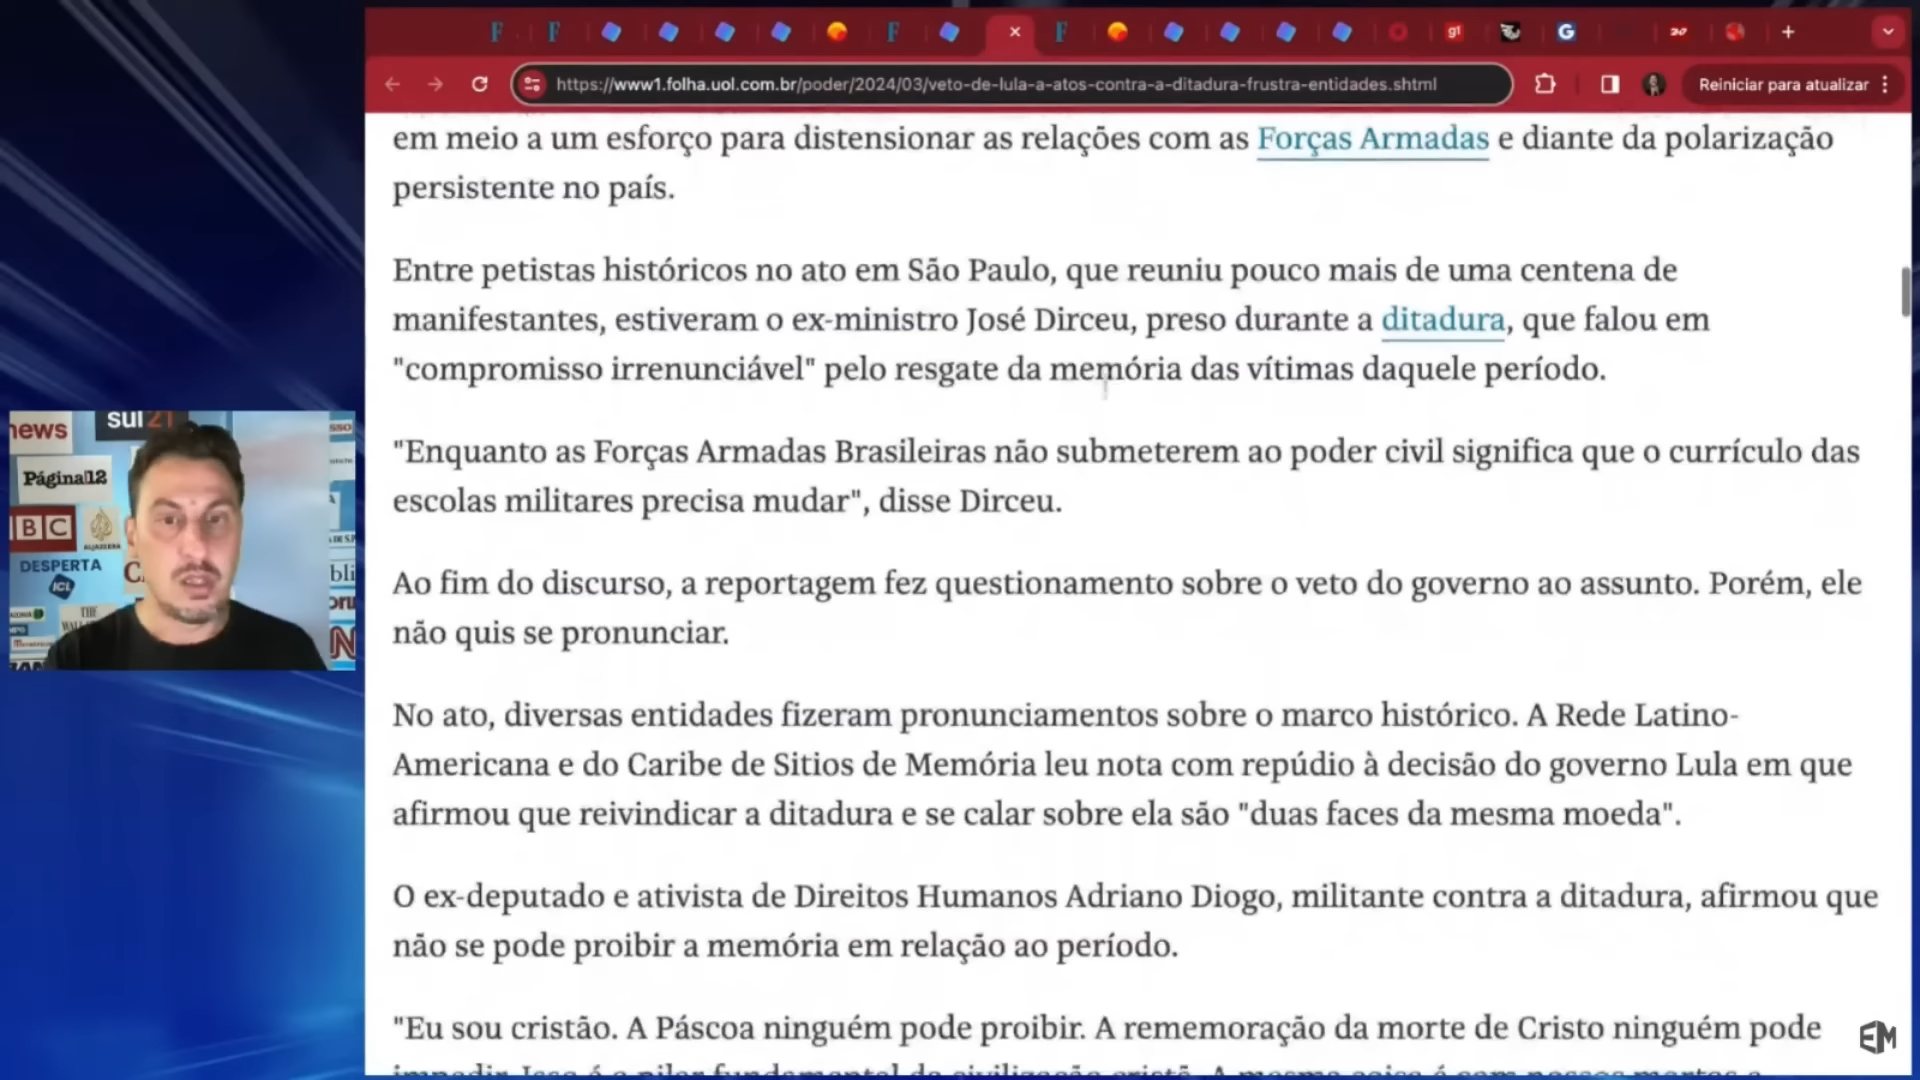 g1
https://www1.folha.uol.com.br/poder/2024/03/veto-de-lula-a-atos-contra-a-ditadura-frustra-entidades.shtml
Reiniciar para atualizar
em meio a um esforço para distensionar as relações com as Forças Armadas e diante da polarização
persistente no país.
Entre petistas históricos no ato em São Paulo, que reuniu pouco mais de uma centena de
manifestantes, estiveram o ex-ministro José Dirceu, preso durante a ditadura, que falou em
"compromisso irrenunciável" pelo resgate da memória das vítimas daquele período.
"Enquanto as Forças Armadas Brasileiras não submeterem ao poder civil significa que o currículo das
escolas militares precisa mudar", disse Dirceu.
Ao fim do discurso, a reportagem fez questionamento sobre o veto do governo ao assunto. Porém, ele
não quis se pronunciar.
No ato, diversas entidades fizeram pronunciamentos sobre o marco histórico. A Rede Latino-
Americana e do Caribe de Sitios de Memória leu nota com repúdio à decisão do governo Lula em que
afirmou que reivindicar a ditadura e se calar sobre ela são "duas faces da mesma moeda".
O ex-deputado e ativista de Direitos Humanos Adriano Diogo, militante contra a ditadura, afirmou que
não se pode proibir a memória em relação ao período.
"Eu sou cristão. A Páscoa ninguém pode proibir. A rememoração da morte de Cristo ninguém pode
news
sul 21
Página12
BBC
ALJAZEERA
DESPERTA
ICL
THE
EM